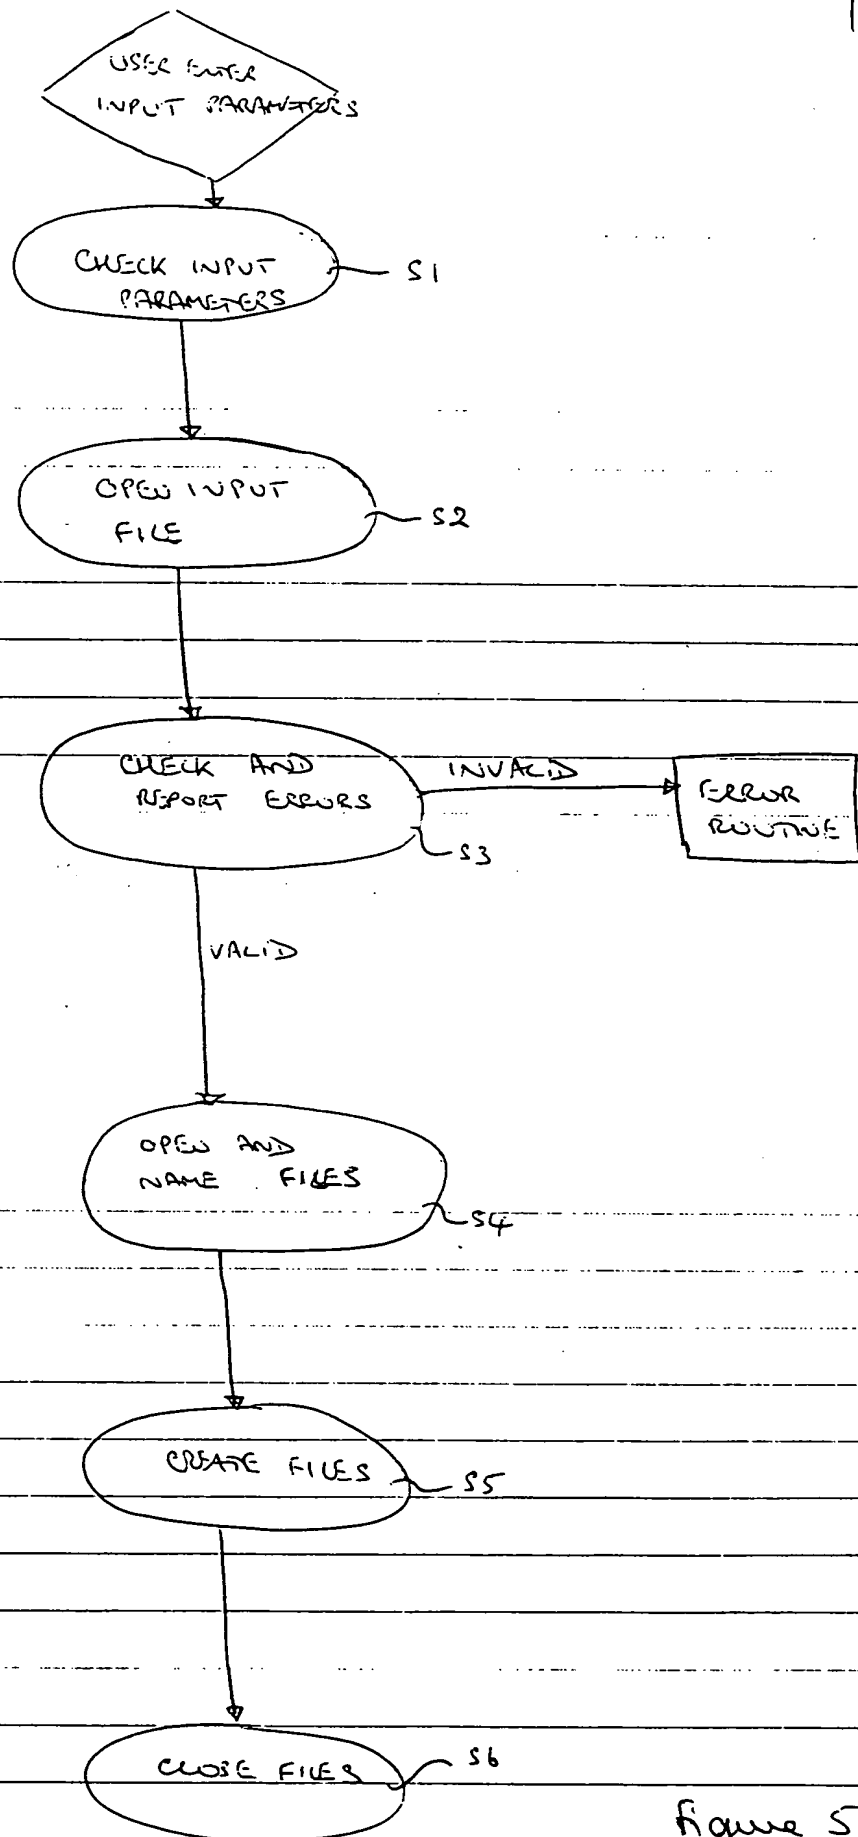 USER ENTER
INPUT PARAMETERS
CHECK INPUT
PARAMETERS
S1
OPEN INPUT
FILE
S2
CHECK AND
REPORT ERRORS
INVALID
ERROR
ROUTINE
S3
VALID
OPEN AND
NAME FILES
S4
CREATE FILES
S5
CLOSE FILES
S6
Figure 5